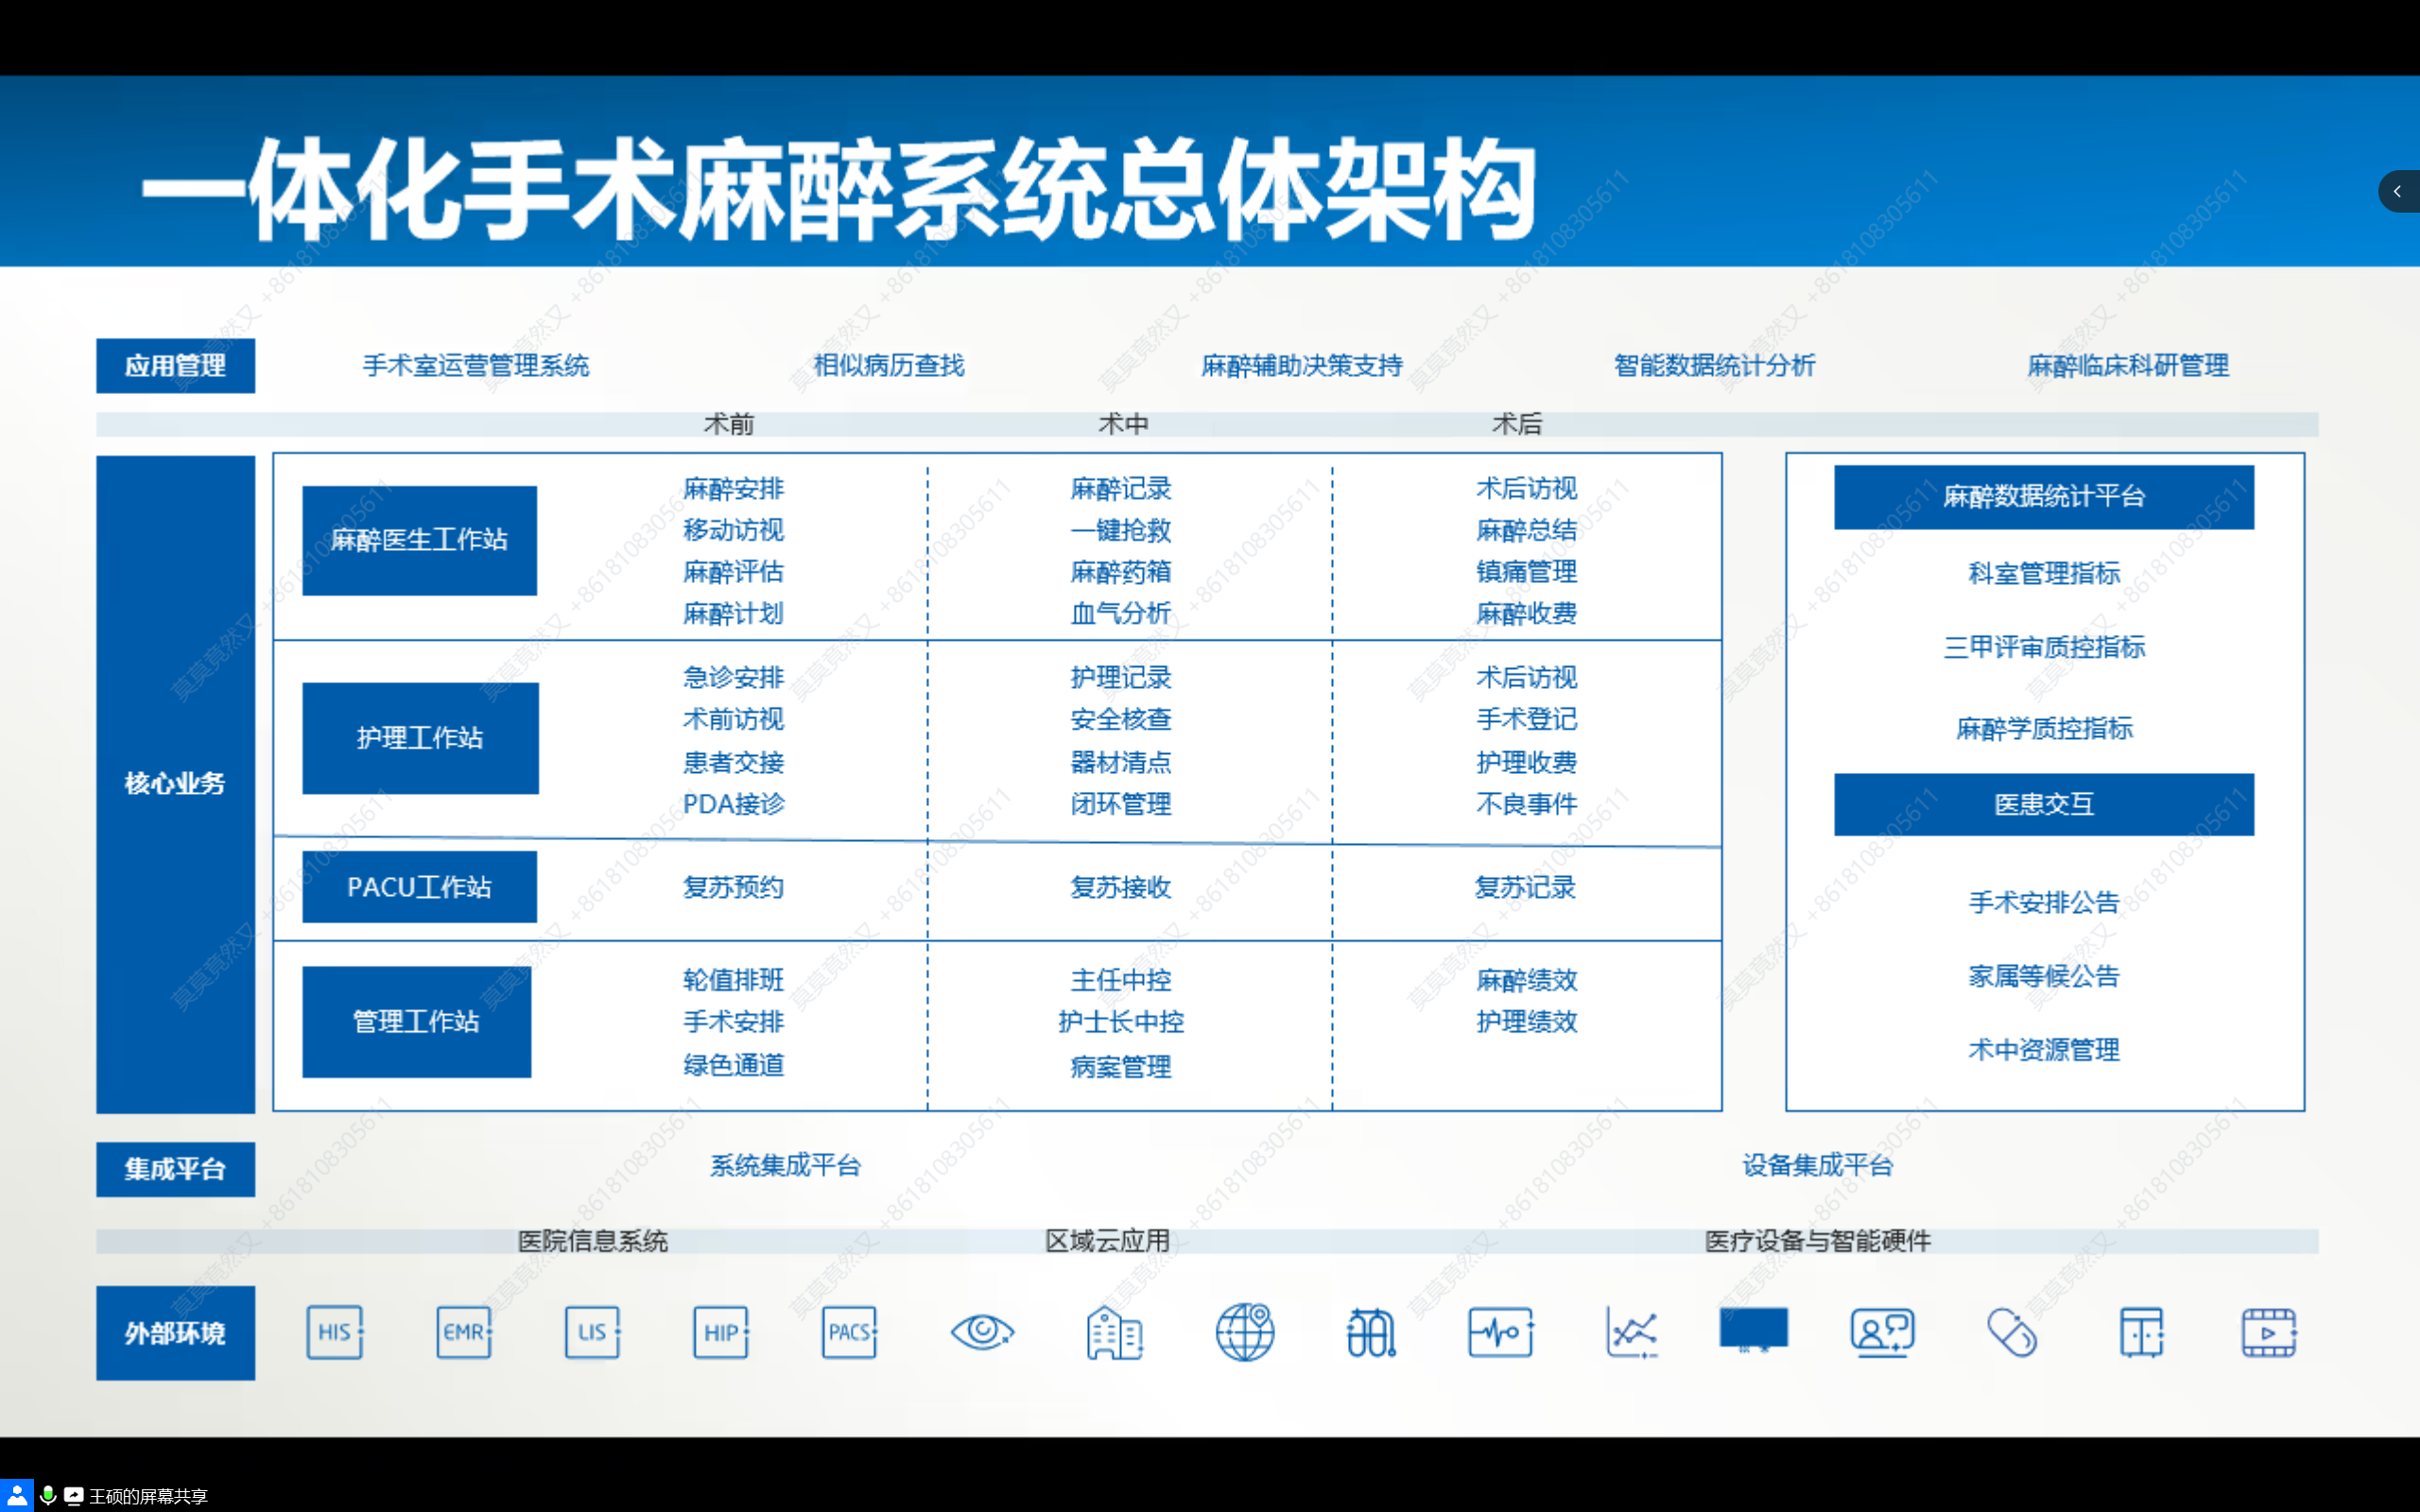 一体化手术麻醉系统总体架构
应用管理 手术室运营管理系统 相似病历查找 麻醉辅助决策支持 智能数据统计分析 麻醉临床科研管理
术前 术中 术后
核心业务
麻醉医生工作站
麻醉安排 麻醉记录 术后访视
移动访视 一键抢救 麻醉总结
麻醉评估 麻醉药箱 镇痛管理
麻醉计划 血气分析 麻醉收费
护理工作站
急诊安排 护理记录 术后访视
术前访视 安全核查 手术登记
患者交接 器材清点 护理收费
PDA接诊 闭环管理 不良事件
PACU工作站 复苏预约 复苏接收 复苏记录
管理工作站
轮值排班 主任中控 麻醉绩效
手术安排 护士长中控 护理绩效
绿色通道 病案管理
麻醉数据统计平台
科室管理指标
三甲评审质控指标
麻醉学质控指标
医患交互
手术安排公告
家属等候公告
术中资源管理
集成平台 系统集成平台 设备集成平台
医院信息系统 区域云应用 医疗设备与智能硬件
外部环境 HIS EMR LIS HIP PACS
莫莫竟然又 +8618108305611
王硕的屏幕共享